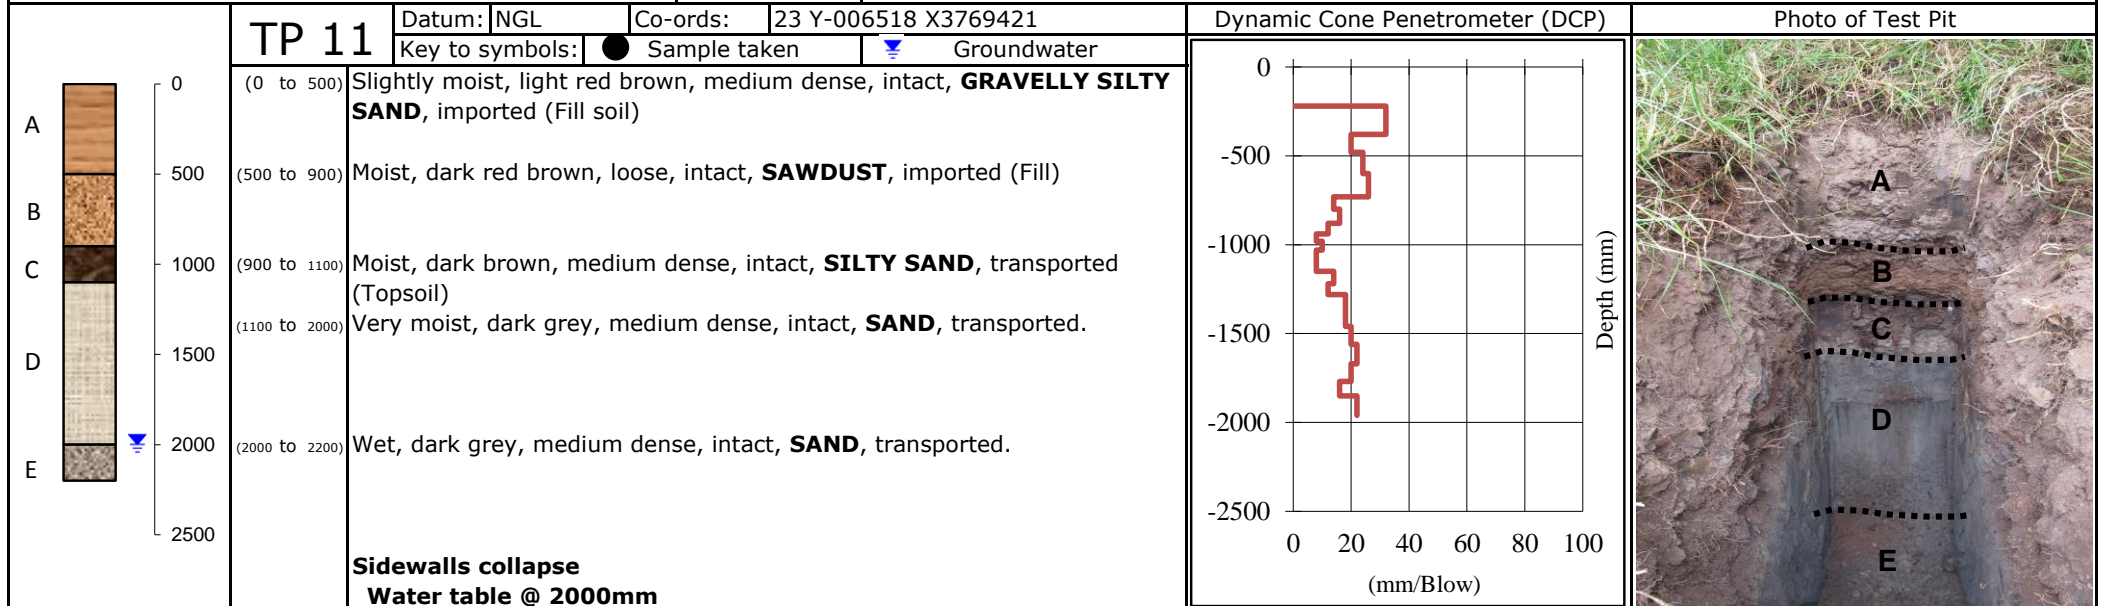 TP 11
Datum: NGL Co-ords: 23 Y-006518 X3769421
Key to symbols: Sample taken Groundwater
Dynamic Cone Penetrometer (DCP)
Photo of Test Pit
A
B
C
D
E
0
500
1000
1500
2000
2500
(0 to 500) Slightly moist, light red brown, medium dense, intact, GRAVELLY SILTY
SAND, imported (Fill soil)
(500 to 900) Moist, dark red brown, loose, intact, SAWDUST, imported (Fill)
(900 to 1100) Moist, dark brown, medium dense, intact, SILTY SAND, transported
(Topsoil)
(1100 to 2000) Very moist, dark grey, medium dense, intact, SAND, transported.
(2000 to 2200) Wet, dark grey, medium dense, intact, SAND, transported.
Sidewalls collapse
Water table @ 2000mm
0
-500
-1000
-1500
-2000
-2500
0 20 40 60 80 100
(mm/Blow)
Depth (mm)
A
B
C
D
E